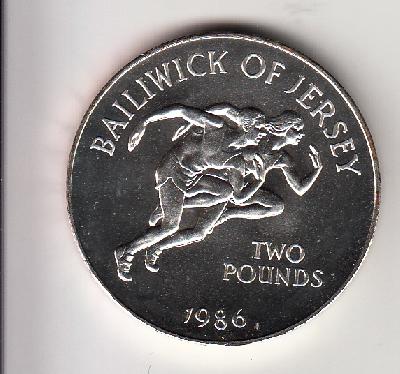 BAILIWICK OF JERSEY
TWO
POUNDS
1986